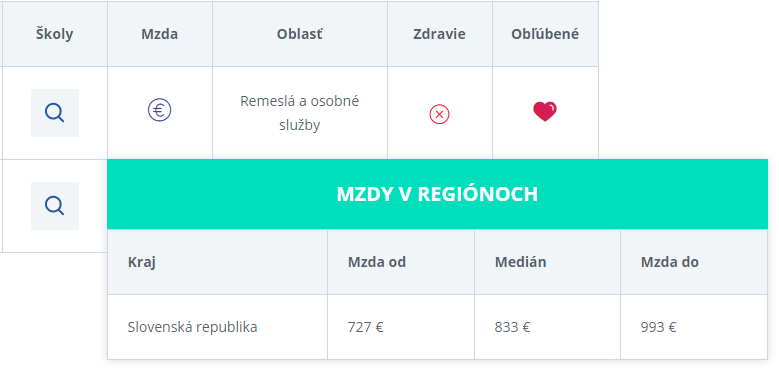 Školy Mzda Oblasť Zdravie Obľúbené
€ Remeslá a osobné
služby
MZDY V REGIÓNOCH
Kraj Mzda od Medián Mzda do
Slovenská republika 727 € 833 € 993 €